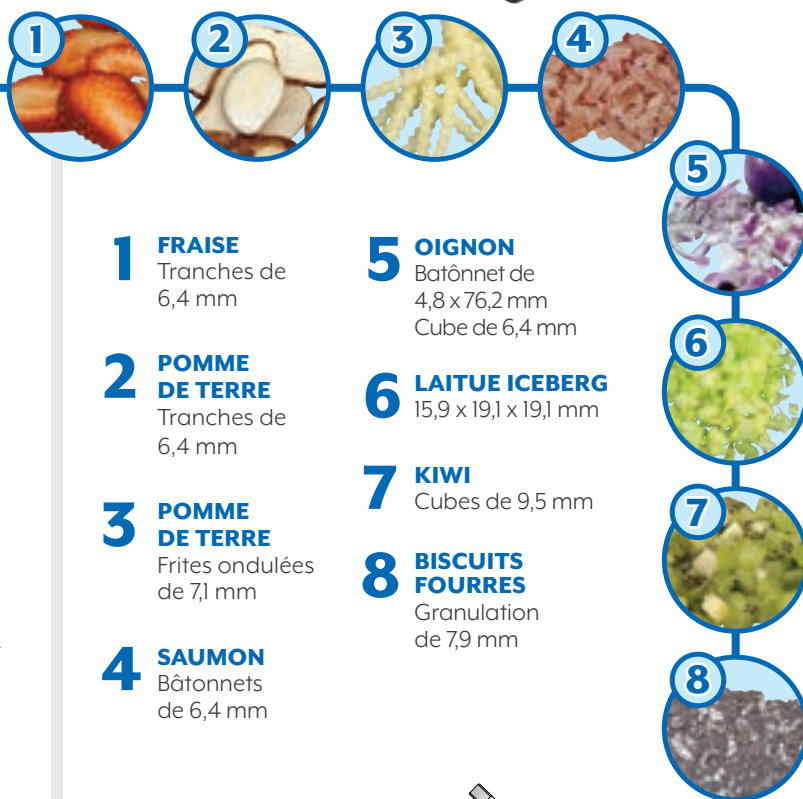 1
2
3
4
5
6
7
8
1 FRAISE
Tranches de
6,4 mm
2 POMME
DE TERRE
Tranches de
6,4 mm
3 POMME
DE TERRE
Frites ondulées
de 7,1 mm
4 SAUMON
Bâtonnets
de 6,4 mm
5 OIGNON
Batônnet de
4,8 x 76,2 mm
Cube de 6,4 mm
6 LAITUE ICEBERG
15,9 x 19,1 x 19,1 mm
7 KIWI
Cubes de 9,5 mm
8 BISCUITS
FOURRES
Granulation
de 7,9 mm